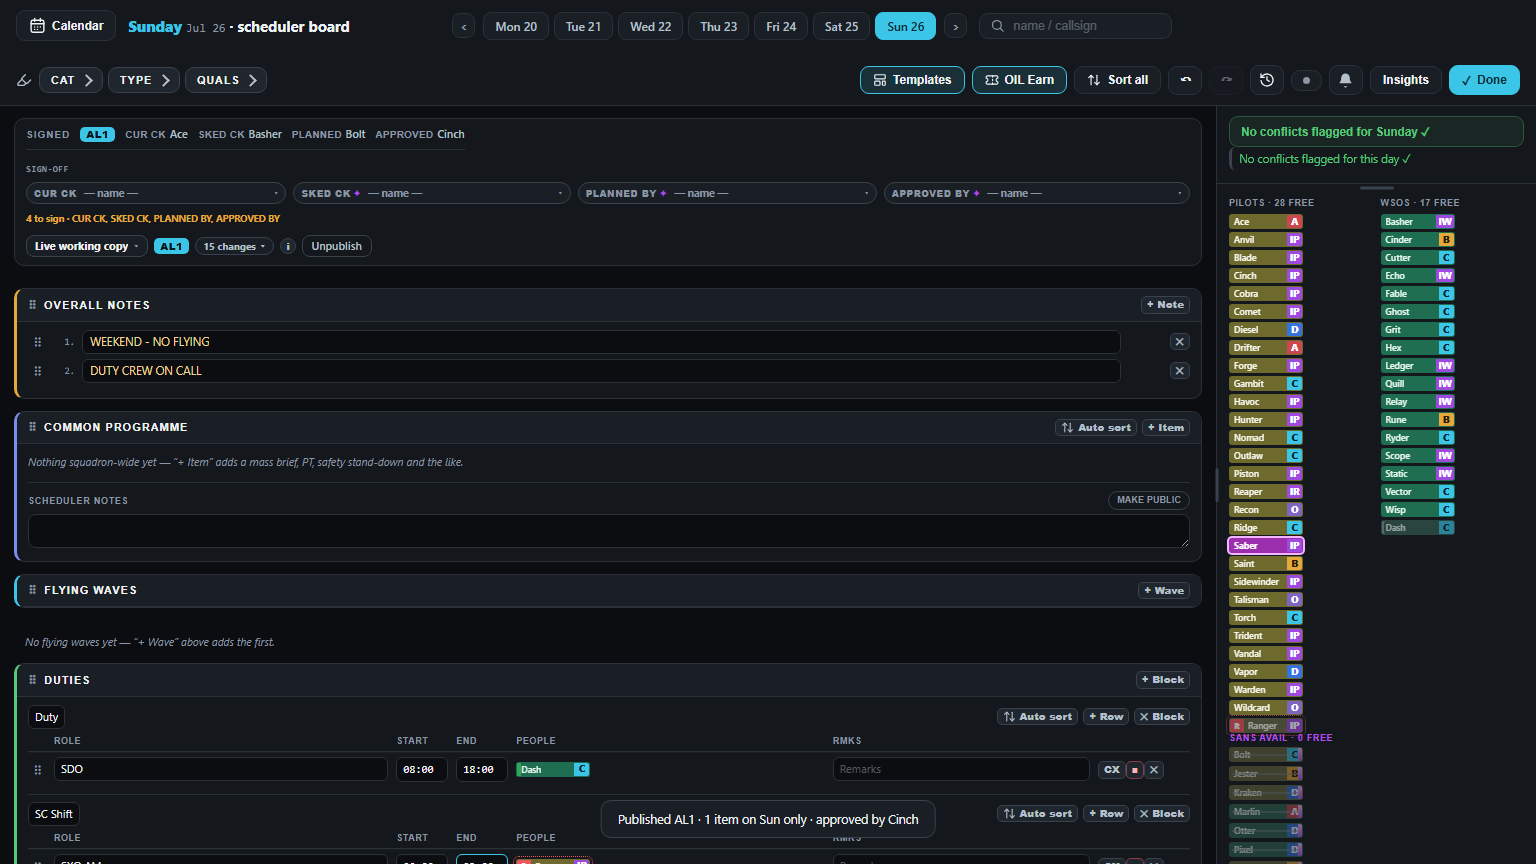 Calendar
Sunday Jul 26 · scheduler board
‹ Mon 20 Tue 21 Wed 22 Thu 23 Fri 24 Sat 25 Sun 26 ›
name / callsign
CAT TYPE QUALS
Templates OIL Earn Sort all Insights ✓ Done
SIGNED AL1 CUR CK Ace SKED CK Basher PLANNED Bolt APPROVED Cinch
SIGN-OFF
CUR CK — name — SKED CK ✦ — name — PLANNED BY ✦ — name — APPROVED BY ✦ — name —
4 to sign · CUR CK, SKED CK, PLANNED BY, APPROVED BY
Live working copy AL1 15 changes i Unpublish
OVERALL NOTES + Note
1. WEEKEND - NO FLYING ✕
2. DUTY CREW ON CALL ✕
COMMON PROGRAMME Auto sort + Item
Nothing squadron-wide yet — "+ Item" adds a mass brief, PT, safety stand-down and the like.
SCHEDULER NOTES MAKE PUBLIC
FLYING WAVES + Wave
No flying waves yet — "+ Wave" above adds the first.
DUTIES + Block
Duty Auto sort + Row ✕ Block
ROLE START END PEOPLE RMKS
SDO 08:00 18:00 Dash C Remarks CX ✕
SC Shift Auto sort + Row ✕ Block
ROLE START END PEOPLE RMKS
Published AL1 · 1 item on Sun only · approved by Cinch
No conflicts flagged for Sunday ✓
No conflicts flagged for this day ✓
PILOTS · 28 FREE
Ace A
Anvil IP
Blade IP
Cinch IP
Cobra IP
Comet IP
Diesel D
Drifter A
Forge IP
Gambit C
Havoc IP
Hunter IP
Nomad C
Outlaw C
Piston IP
Reaper IR
Recon O
Ridge C
Saber IP
Saint B
Sidewinder IP
Talisman O
Torch C
Trident IP
Vandal IP
Vapor D
Warden IP
Wildcard O
R Ranger IP
SANS AVAIL · 0 FREE
Bolt C
Jester B
Kraken D
Marlin A
Otter D
Pixel D
WSOS · 17 FREE
Basher IW
Cinder B
Cutter C
Echo IW
Fable C
Ghost C
Grit C
Hex C
Ledger IW
Quill IW
Relay IW
Rune B
Ryder C
Scope IW
Static IW
Vector C
Wisp C
Dash C